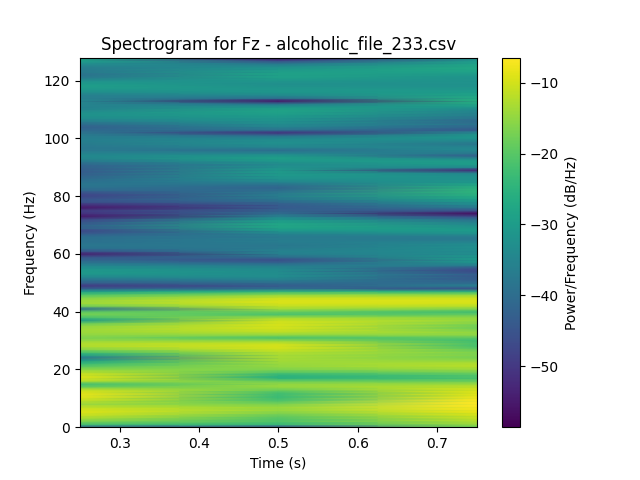 Spectrogram for Fz - alcoholic_file_233.csv
120
100
80
60
40
20
0
Frequency (Hz)
0.3 0.4 0.5 0.6 0.7
Time (s)
−10
−20
−30
−40
−50
Power/Frequency (dB/Hz)